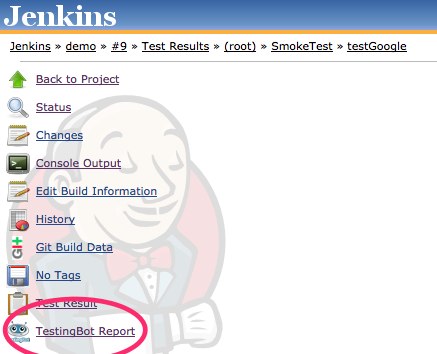 Jenkins
Jenkins » demo » #9 » Test Results » (root) » SmokeTest » testGoogle
Back to Project
Status
Changes
Console Output
Edit Build Information
History
Git Build Data
No Tags
Test Result
TestingBot Report